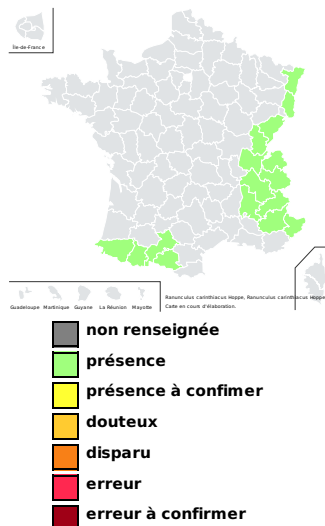 Île-de-France
Guadeloupe Martinique Guyane La Réunion Mayotte
Ranunculus carinthiacus Hoppe, Ranunculus carinthiacus Hoppe
Carte en cours d'élaboration.
non renseignée
présence
présence à confimer
douteux
disparu
erreur
erreur à confirmer